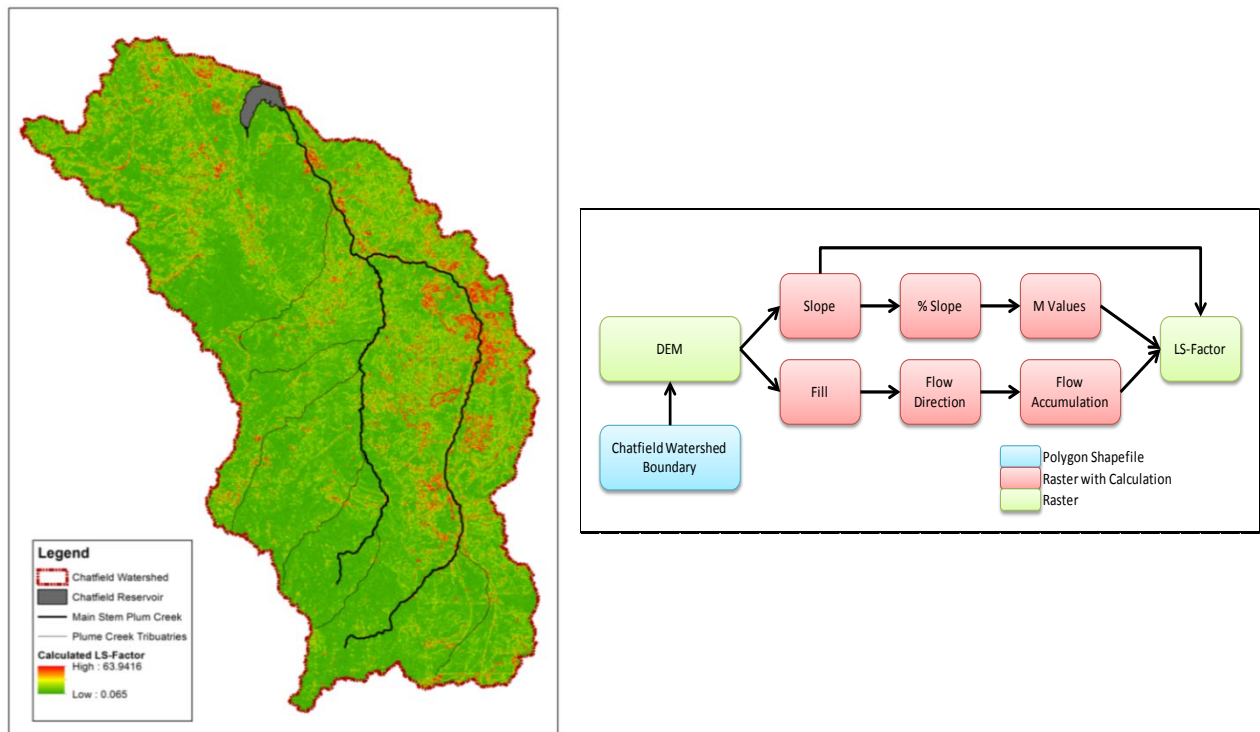 Legend
Chatfield Watershed
Chatfield Reservoir
Main Stem Plum Creek
Plume Creek Tribuatries
Calculated LS-Factor
High : 63.9416
Low : 0.065
Slope
% Slope
M Values
DEM
LS-Factor
Fill
Flow
Direction
Flow
Accumulation
Chatfield Watershed
Boundary
Polygon Shapefile
Raster with Calculation
Raster